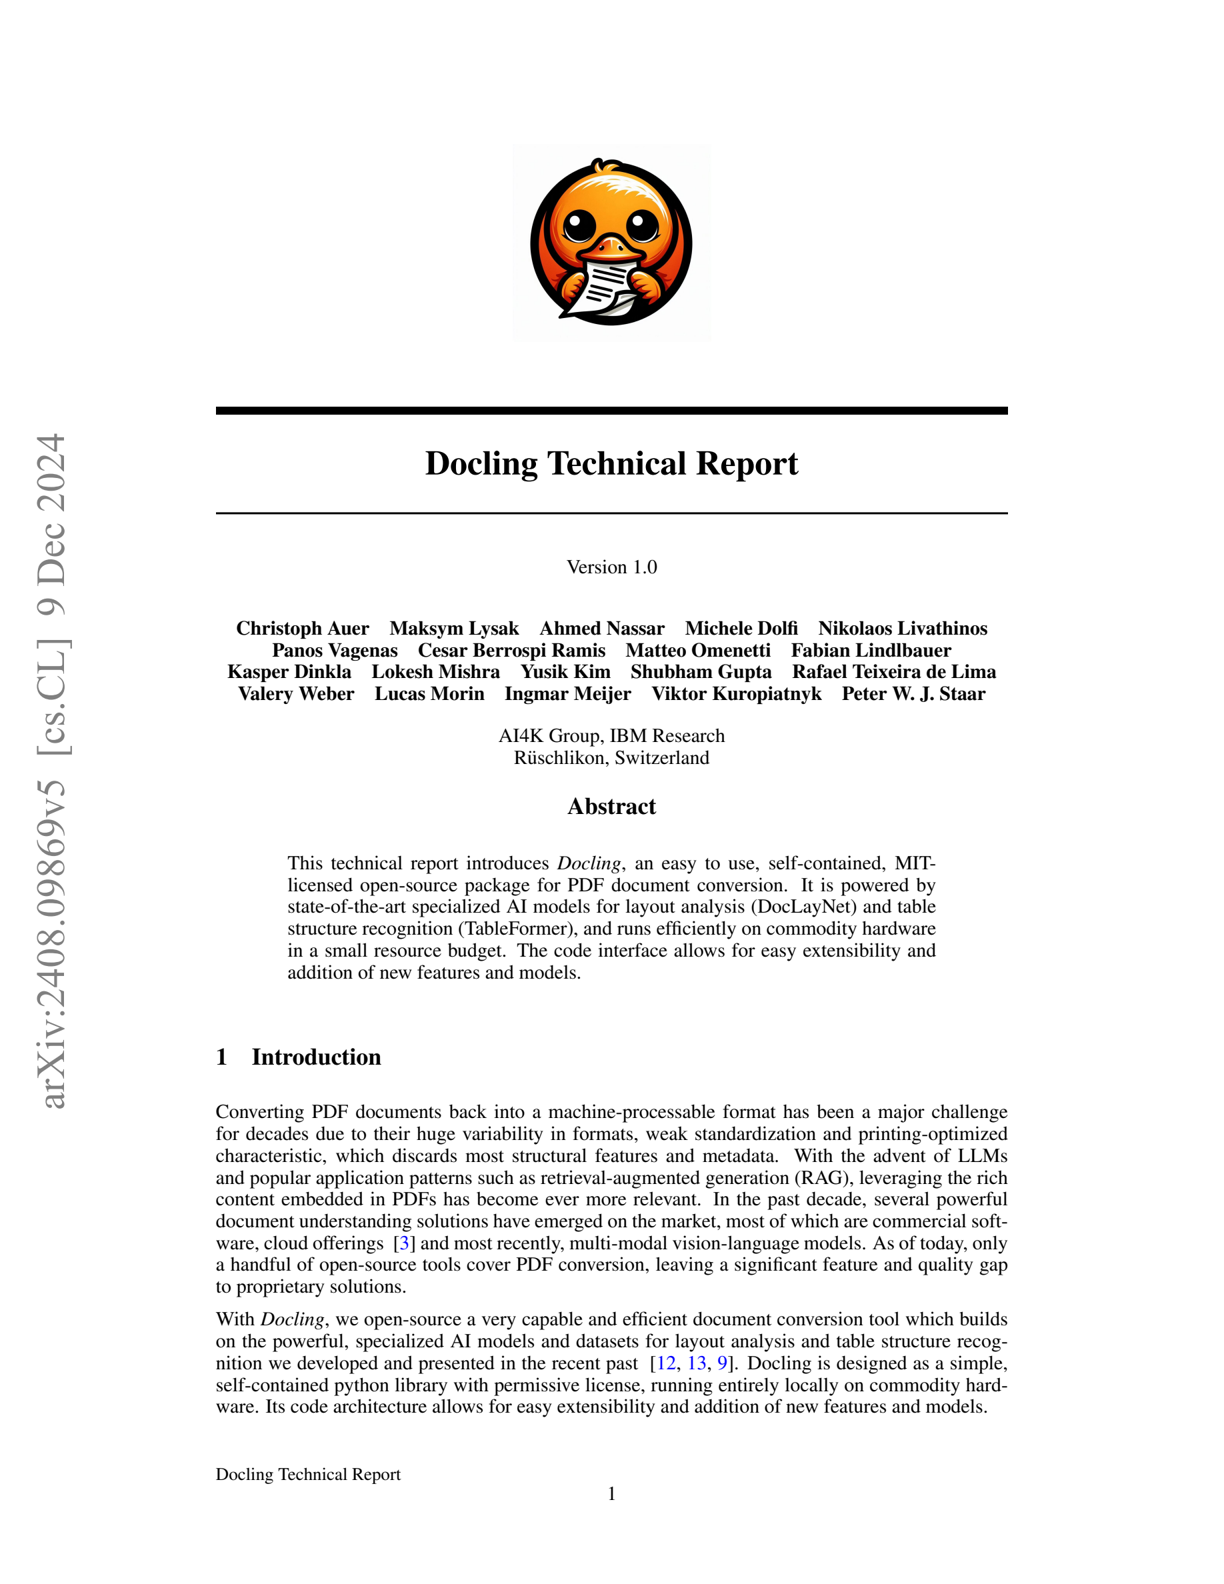 arXiv:2408.09869v5 [cs.CL] 9 Dec 2024
Docling Technical Report
Version 1.0
Christoph Auer Maksym Lysak Ahmed Nassar Michele Dolfi Nikolaos Livathinos
Panos Vagenas Cesar Berrospi Ramis Matteo Omenetti Fabian Lindlbauer
Kasper Dinkla Lokesh Mishra Yusik Kim Shubham Gupta Rafael Teixeira de Lima
Valery Weber Lucas Morin Ingmar Meijer Viktor Kuropiatnyk Peter W. J. Staar
AI4K Group, IBM Research
Rüschlikon, Switzerland
Abstract
This technical report introduces Docling, an easy to use, self-contained, MIT-
licensed open-source package for PDF document conversion. It is powered by
state-of-the-art specialized AI models for layout analysis (DocLayNet) and table
structure recognition (TableFormer), and runs efficiently on commodity hardware
in a small resource budget. The code interface allows for easy extensibility and
addition of new features and models.
1 Introduction
Converting PDF documents back into a machine-processable format has been a major challenge
for decades due to their huge variability in formats, weak standardization and printing-optimized
characteristic, which discards most structural features and metadata. With the advent of LLMs
and popular application patterns such as retrieval-augmented generation (RAG), leveraging the rich
content embedded in PDFs has become ever more relevant. In the past decade, several powerful
document understanding solutions have emerged on the market, most of which are commercial soft-
ware, cloud offerings [3] and most recently, multi-modal vision-language models. As of today, only
a handful of open-source tools cover PDF conversion, leaving a significant feature and quality gap
to proprietary solutions.
With Docling, we open-source a very capable and efficient document conversion tool which builds
on the powerful, specialized AI models and datasets for layout analysis and table structure recog-
nition we developed and presented in the recent past [12, 13, 9]. Docling is designed as a simple,
self-contained python library with permissive license, running entirely locally on commodity hard-
ware. Its code architecture allows for easy extensibility and addition of new features and models.
Docling Technical Report
1